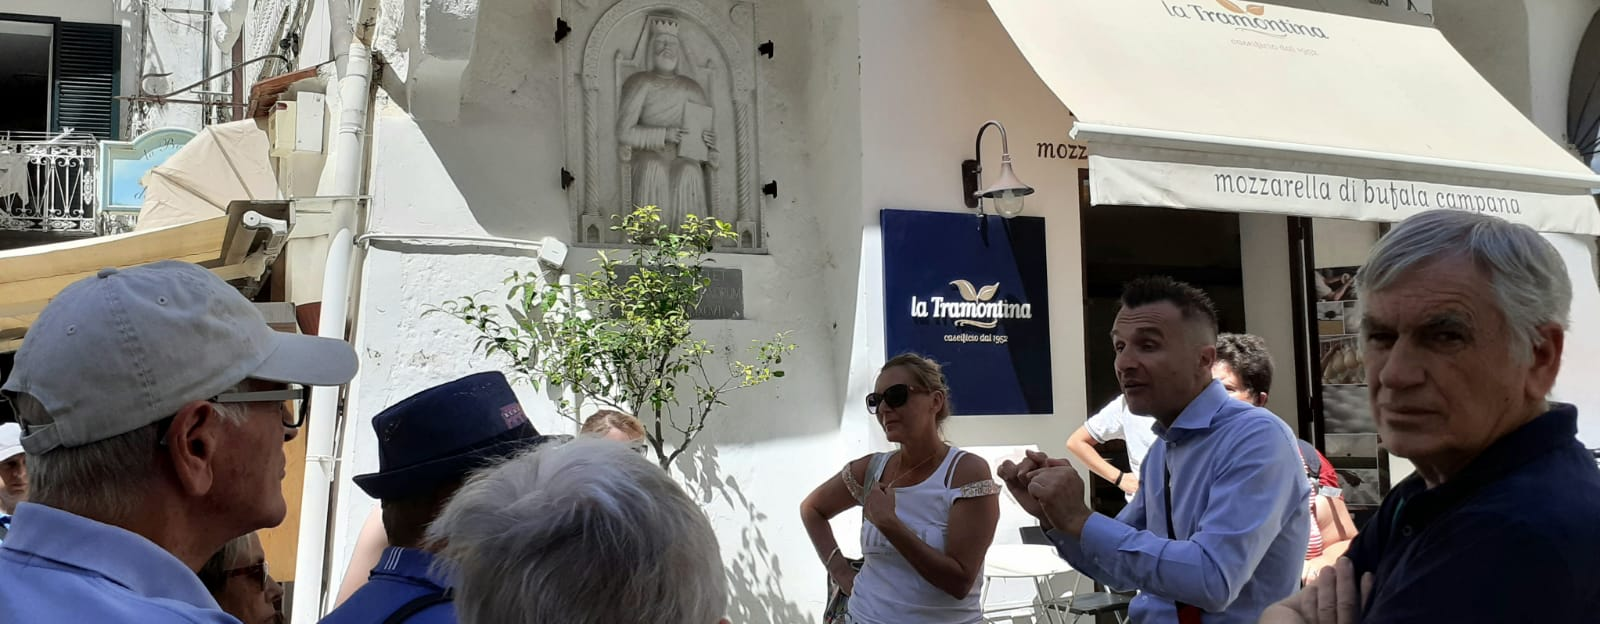 la Tramontina
caseificio dal 1952
mozz
mozzarella di bufala campana
la Tramontina
caseificio dal 1952